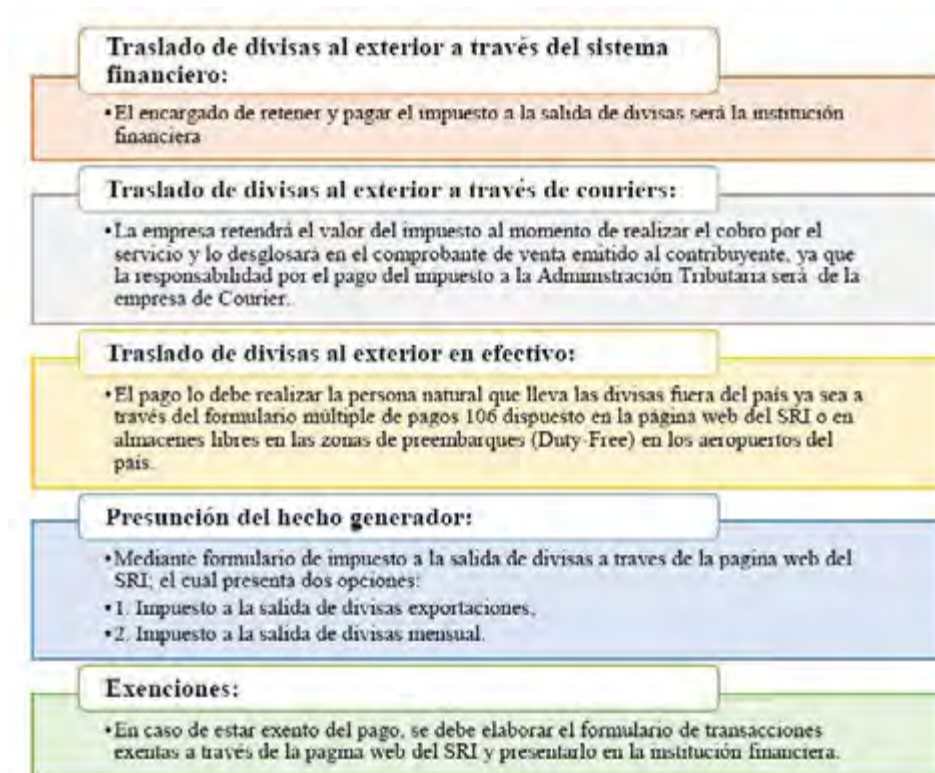 Traslado de divisas al exterior a través del sistema
financiero:
•El encargado de retener y pagar el impuesto a la salida de divisas será la institución
financiera
Traslado de divisas al exterior a través de couriers:
•La empresa retendrá el valor del impuesto al momento de realizar el cobro por el
servicio y lo desglosará en el comprobante de venta emitido al contribuyente, ya que
la responsabilidad por el pago del impuesto a la Administración Tributaria será de la
empresa de Courier.
Traslado de divisas al exterior en efectivo:
•El pago lo debe realizar la persona natural que lleva las divisas fuera del país ya sea a
través del formulario múltiple de pagos 106 dispuesto en la página web del SRI o en
almacenes libres en las zonas de preembarques (Duty-Free) en los aeropuertos del
país.
Presunción del hecho generador:
•Mediante formulario de impuesto a la salida de divisas a traves de la pagina web del
SRI; el cual presenta dos opciones:
•1. Impuesto a la salida de divisas exportaciones.
•2. Impuesto a la salida de divisas mensual.
Exenciones:
•En caso de estar exento del pago, se debe elaborar el formulario de transacciones
exentas a través de la pagina web del SRI y presentarlo en la institución financiera.